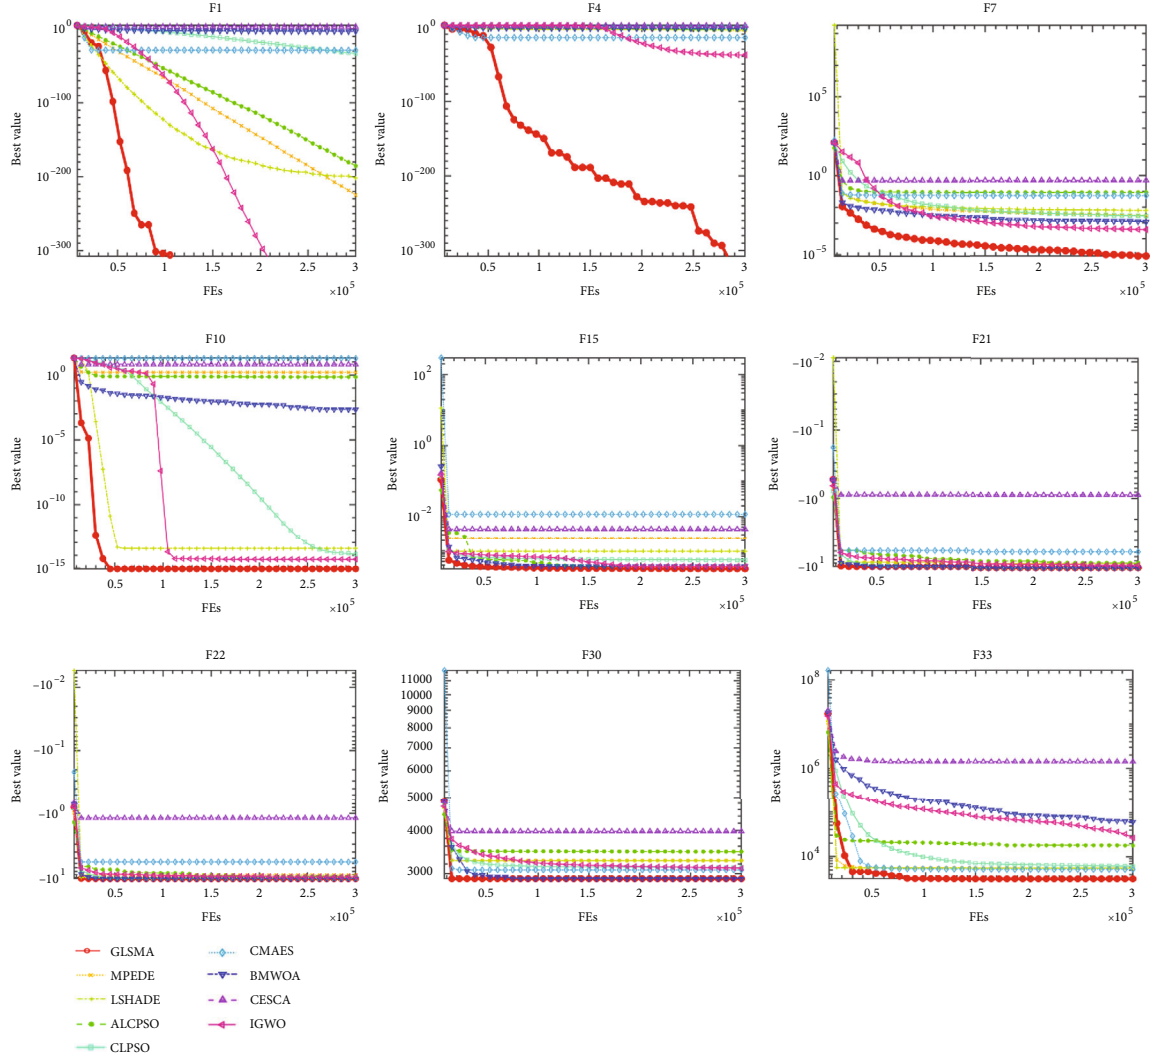 F1
Best value
10^0
10^-100
10^-200
10^-300
0.5 1 1.5 2 2.5 3
FEs ×10^5
F4
Best value
10^0
10^-100
10^-200
10^-300
0.5 1 1.5 2 2.5 3
FEs ×10^5
F7
Best value
10^5
10^0
10^-5
0.5 1 1.5 2 2.5 3
FEs ×10^5
F10
Best value
10^0
10^-5
10^-10
10^-15
0.5 1 1.5 2 2.5 3
FEs ×10^5
F15
Best value
10^2
10^0
10^-2
0.5 1 1.5 2 2.5 3
FEs ×10^5
F21
Best value
-10^-2
-10^-1
-10^0
-10^1
0.5 1 1.5 2 2.5 3
FEs ×10^5
F22
Best value
-10^-2
-10^-1
-10^0
-10^1
0.5 1 1.5 2 2.5 3
FEs ×10^5
F30
Best value
11000
10000
9000
8000
7000
6000
5000
4000
3000
0.5 1 1.5 2 2.5 3
FEs ×10^5
F33
Best value
10^8
10^6
10^4
0.5 1 1.5 2 2.5 3
FEs ×10^5
GLSMA
MPEDE
LSHADE
ALCPSO
CLPSO
CMAES
BMWOA
CESCA
IGWO